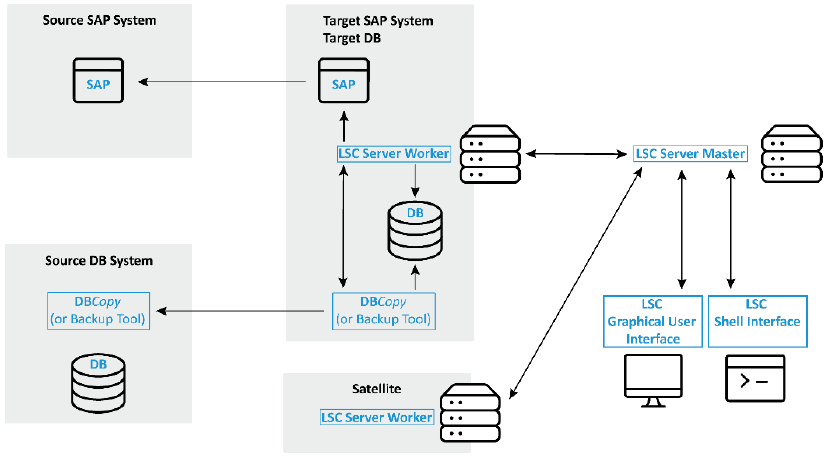 Source SAP System
SAP
Target SAP System
Target DB
SAP
LSC Server Worker
DB
DBCopy
(or Backup Tool)
LSC Server Master
LSC
Graphical User
Interface
LSC
Shell Interface
Source DB System
DBCopy
(or Backup Tool)
DB
Satellite
LSC Server Worker